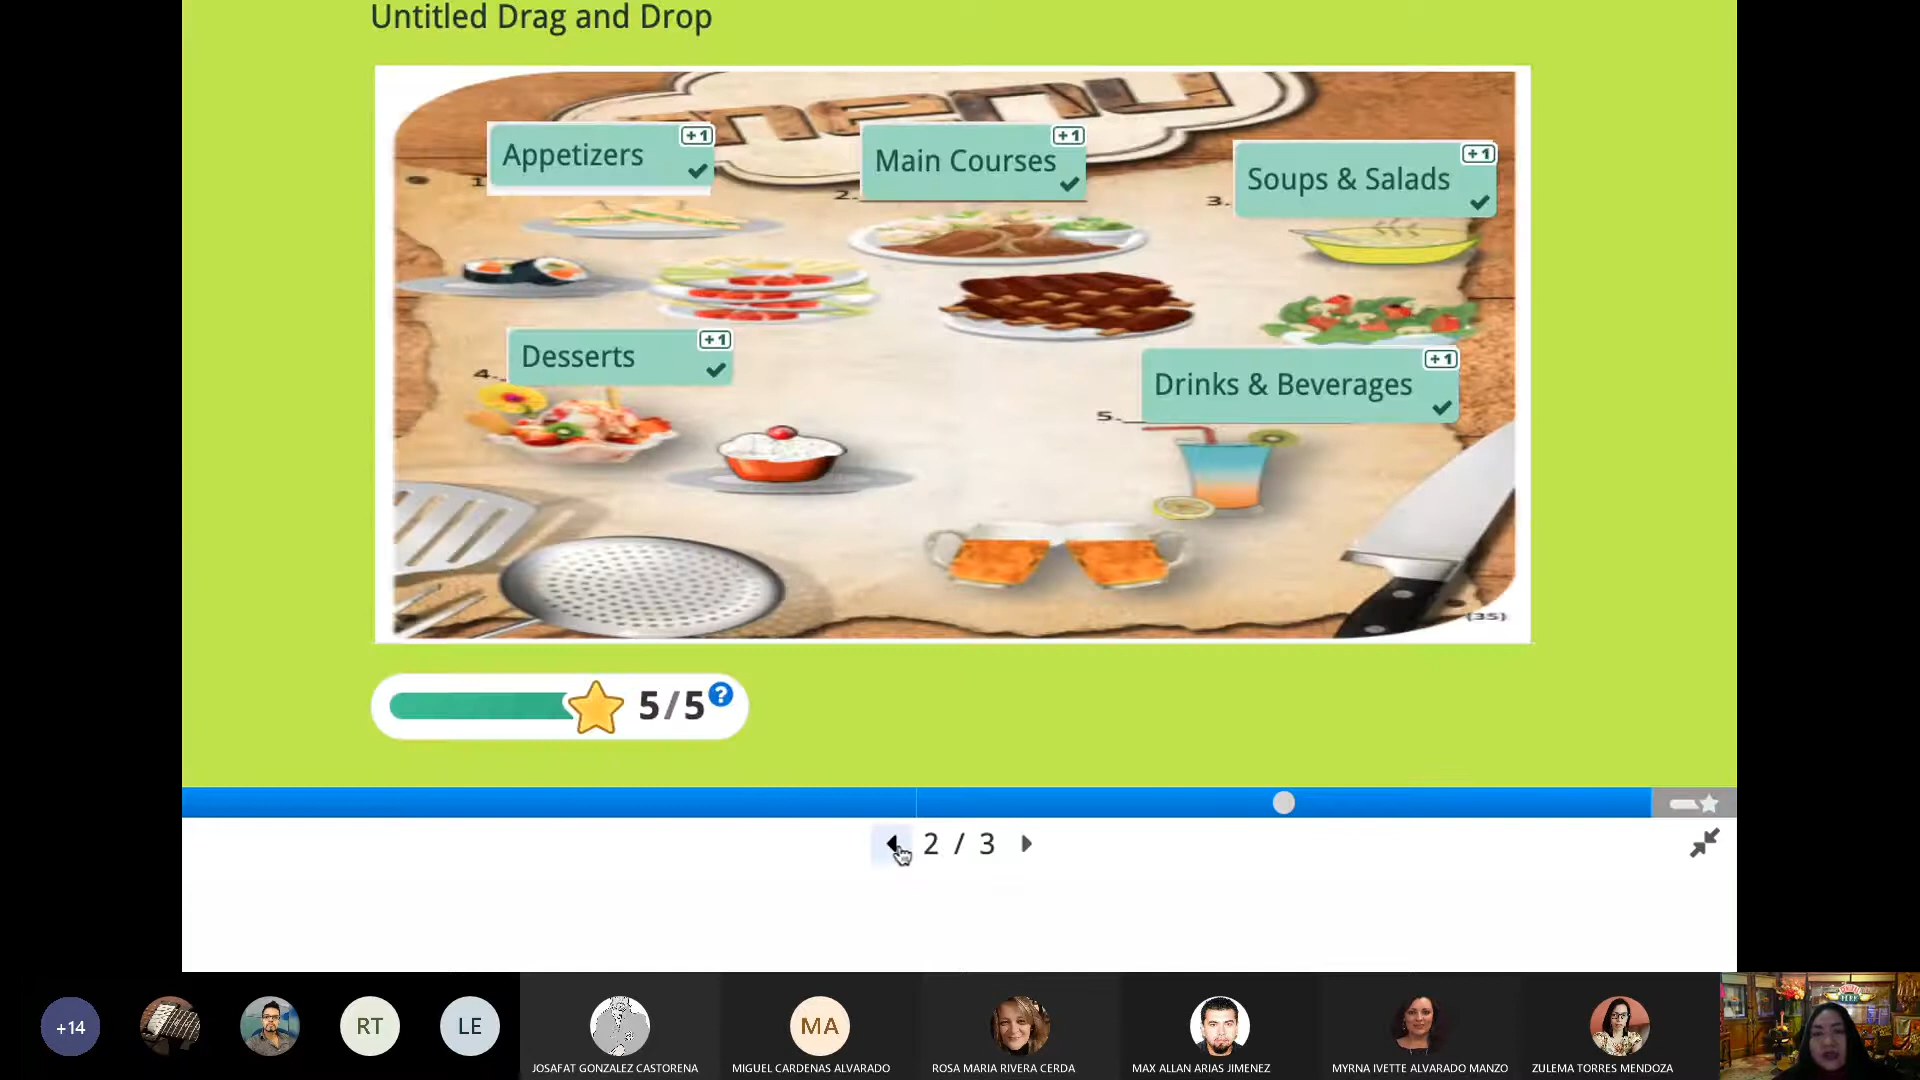 Untitled Drag and Drop
menu
Appetizers +1
Main Courses +1
Soups & Salads +1
1.
2.
3.
Desserts +1
Drinks & Beverages +1
4.
5.
(35)
5/5 ?
2 / 3
+14
RT
LE
MA
JOSAFAT GONZALEZ CASTORENA
MIGUEL CARDENAS ALVARADO
ROSA MARIA RIVERA CERDA
MAX ALLAN ARIAS JIMENEZ
MYRNA IVETTE ALVARADO MANZO
ZULEMA TORRES MENDOZA